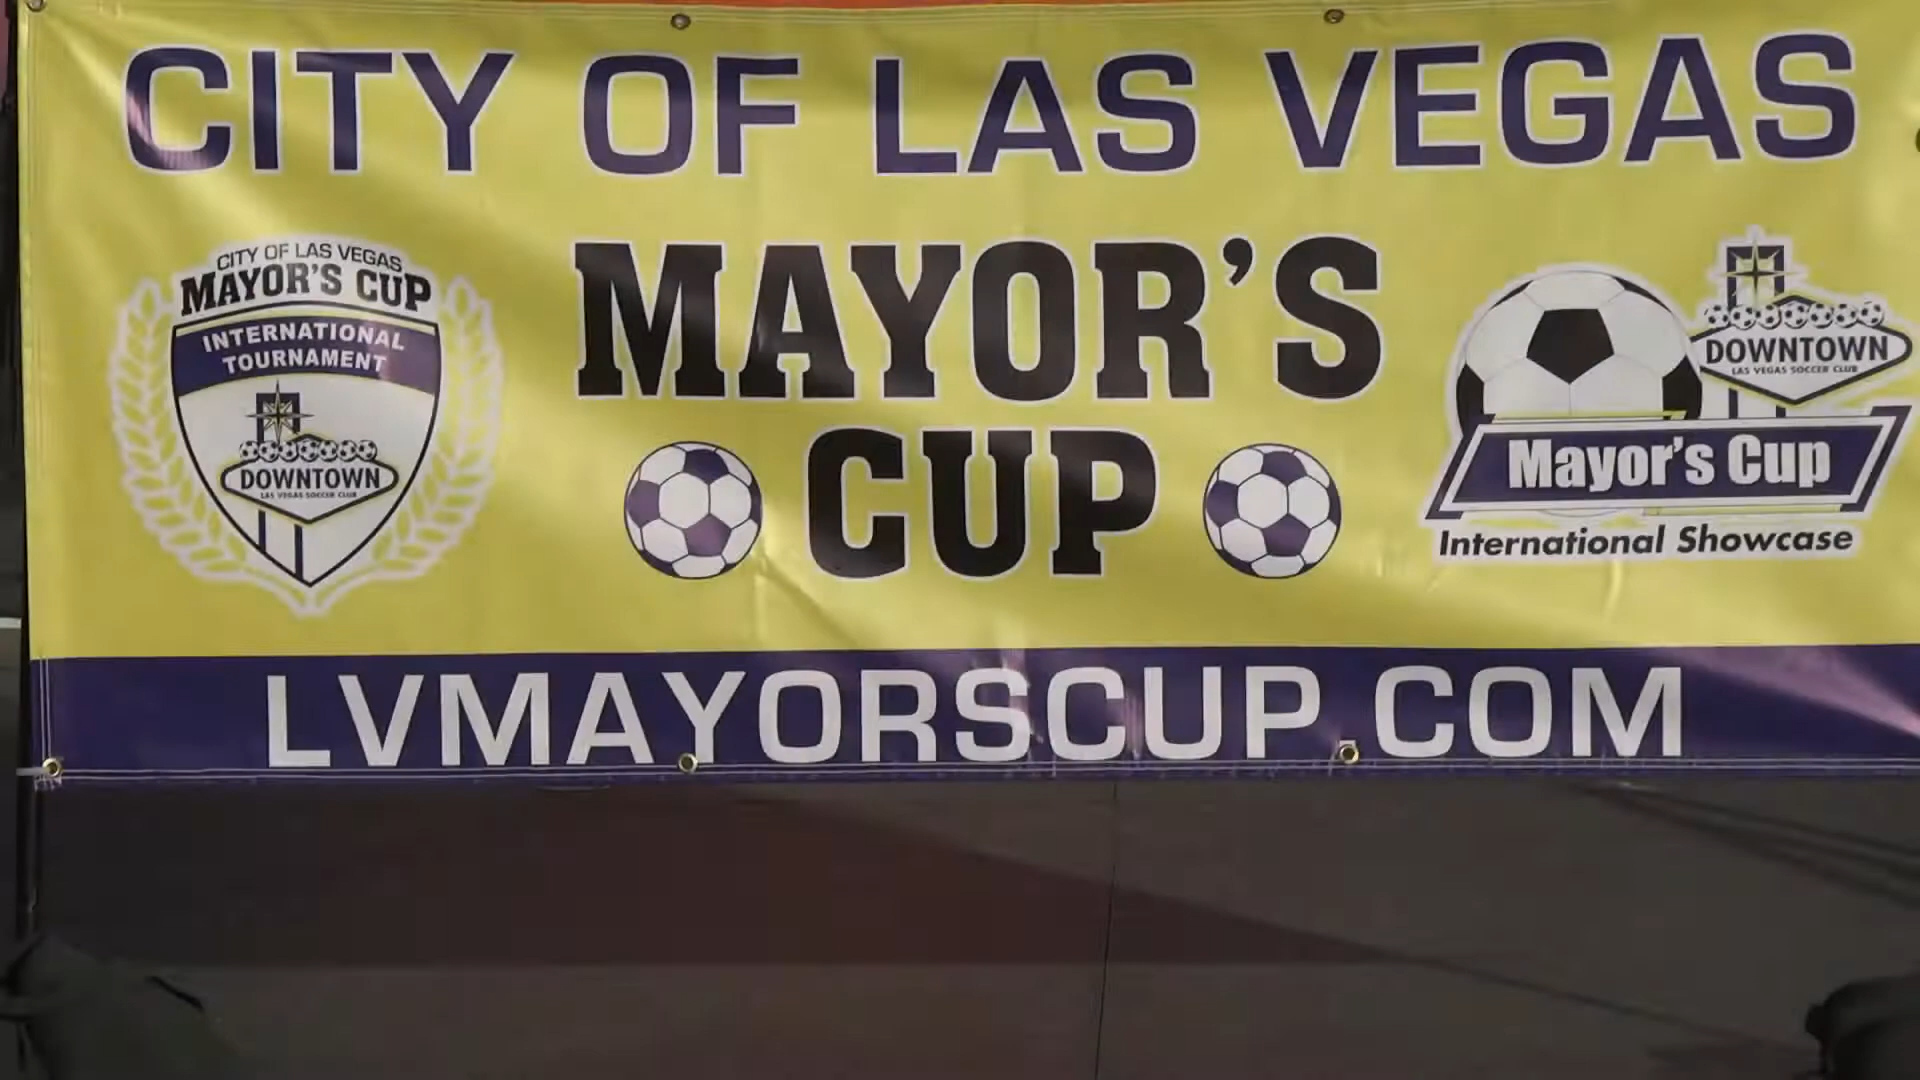 CITY OF LAS VEGAS
MAYOR'S
CUP
CITY OF LAS VEGAS
MAYOR'S CUP
INTERNATIONAL
TOURNAMENT
DOWNTOWN
LAS VEGAS SOCCER CLUB
DOWNTOWN
LAS VEGAS SOCCER CLUB
Mayor's Cup
International Showcase
LVMAYORSCUP.COM